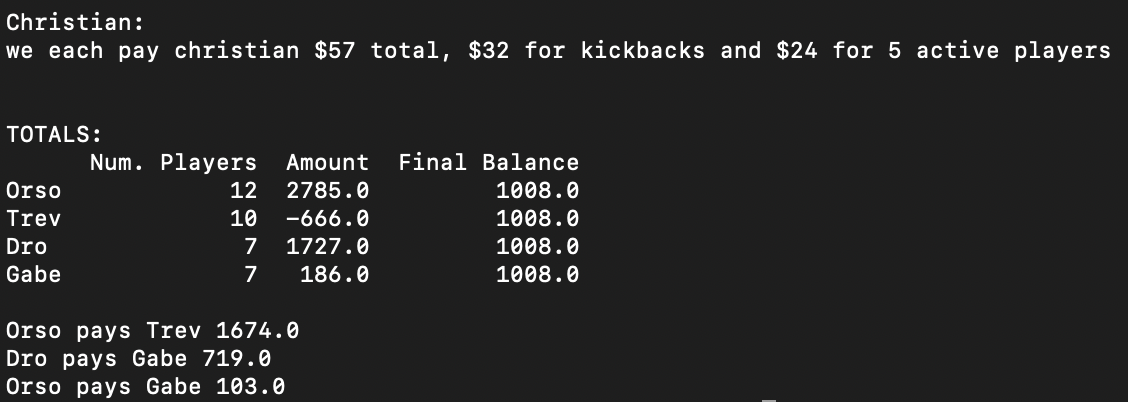 Christian:
we each pay christian $57 total, $32 for kickbacks and $24 for 5 active players
TOTALS:
Num. Players Amount Final Balance
Orso 12 2785.0 1008.0
Trev 10 -666.0 1008.0
Dro 7 1727.0 1008.0
Gabe 7 186.0 1008.0
Orso pays Trev 1674.0
Dro pays Gabe 719.0
Orso pays Gabe 103.0